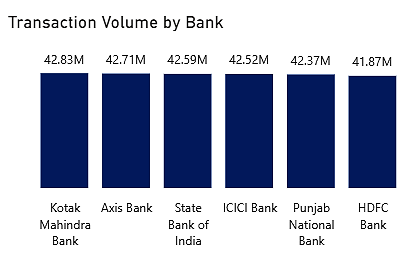 Transaction Volume by Bank
42.83M 42.71M 42.59M 42.52M 42.37M 41.87M
Kotak Mahindra Bank
Axis Bank
State Bank of India
ICICI Bank
Punjab National Bank
HDFC Bank